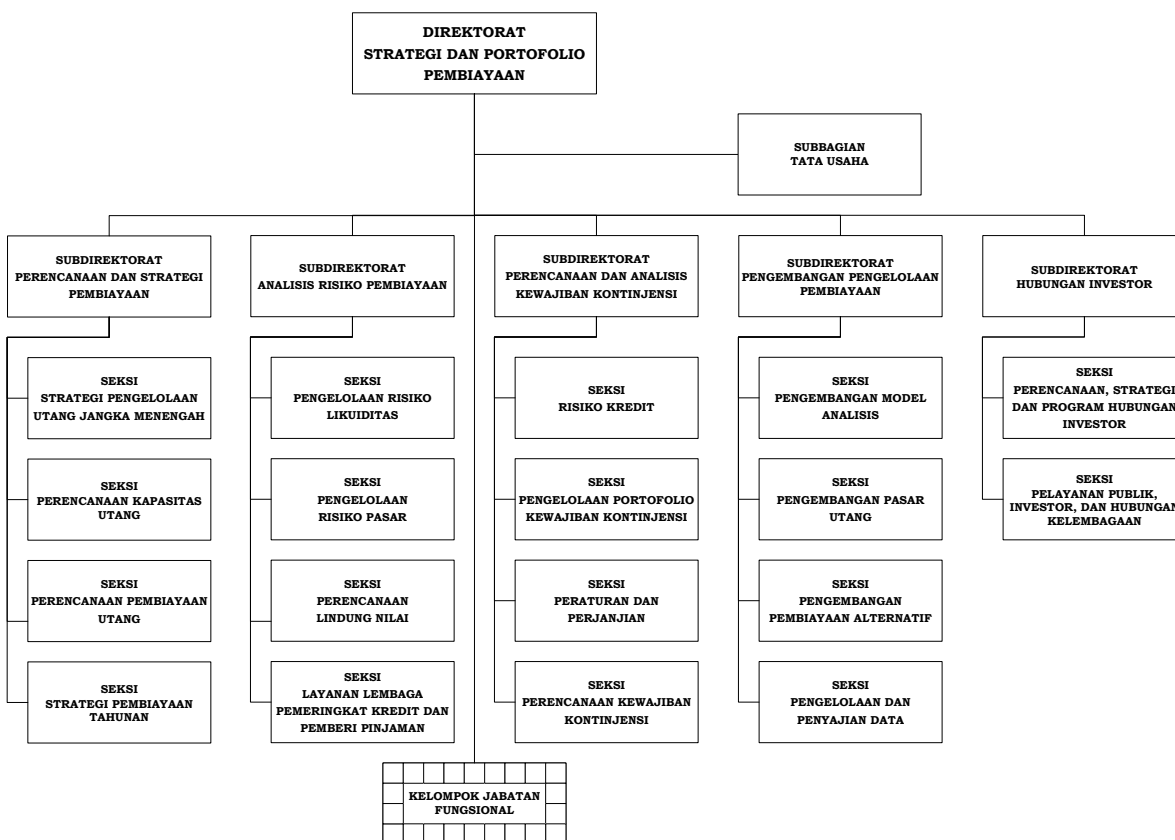 DIREKTORAT
STRATEGI DAN PORTOFOLIO
PEMBIAYAAN
SUBBAGIAN
TATA USAHA
SUBDIREKTORAT
PERENCANAAN DAN STRATEGI
PEMBIAYAAN
SUBDIREKTORAT
ANALISIS RISIKO PEMBIAYAAN
SUBDIREKTORAT
PERENCANAAN DAN ANALISIS
KEWAJIBAN KONTINJENSI
SUBDIREKTORAT
PENGEMBANGAN PENGELOLAAN
PEMBIAYAAN
SUBDIREKTORAT
HUBUNGAN INVESTOR
SEKSI
STRATEGI PENGELOLAAN
UTANG JANGKA MENENGAH
SEKSI
PENGELOLAAN RISIKO
LIKUIDITAS
SEKSI
RISIKO KREDIT
SEKSI
PENGEMBANGAN MODEL
ANALISIS
SEKSI
PERENCANAAN, STRATEGI
DAN PROGRAM HUBUNGAN
INVESTOR
SEKSI
PERENCANAAN KAPASITAS
UTANG
SEKSI
PENGELOLAAN
RISIKO PASAR
SEKSI
PENGELOLAAN PORTOFOLIO
KEWAJIBAN KONTINJENSI
SEKSI
PENGEMBANGAN PASAR
UTANG
SEKSI
PELAYANAN PUBLIK,
INVESTOR, DAN HUBUNGAN
KELEMBAGAAN
SEKSI
PERENCANAAN PEMBIAYAAN
UTANG
SEKSI
PERENCANAAN
LINDUNG NILAI
SEKSI
PERATURAN DAN
PERJANJIAN
SEKSI
PENGEMBANGAN
PEMBIAYAAN ALTERNATIF
SEKSI
STRATEGI PEMBIAYAAN
TAHUNAN
SEKSI
LAYANAN LEMBAGA
PEMERINGKAT KREDIT DAN
PEMBERI PINJAMAN
SEKSI
PERENCANAAN KEWAJIBAN
KONTINJENSI
SEKSI
PENGELOLAAN DAN
PENYAJIAN DATA
KELOMPOK JABATAN
FUNGSIONAL